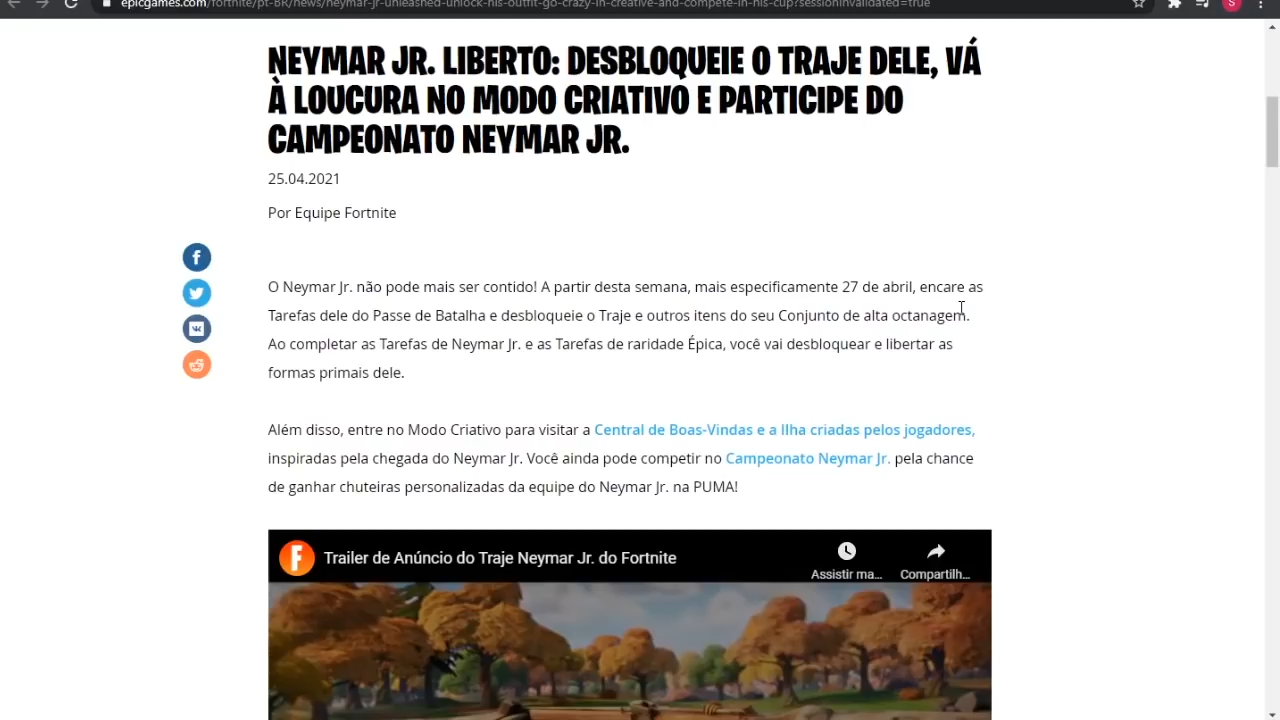 epicgames.com/fortnite/pt-BR/news/neymar-jr-unleashed-unlock-his-outfit-go-crazy-in-creative-and-compete-in-his-cup?sessionInvalidated=true
S
NEYMAR JR. LIBERTO: DESBLOQUEIE O TRAJE DELE, VÁ
À LOUCURA NO MODO CRIATIVO E PARTICIPE DO
CAMPEONATO NEYMAR JR.
25.04.2021
Por Equipe Fortnite
O Neymar Jr. não pode mais ser contido! A partir desta semana, mais especificamente 27 de abril, encare as
Tarefas dele do Passe de Batalha e desbloqueie o Traje e outros itens do seu Conjunto de alta octanagem.
Ao completar as Tarefas de Neymar Jr. e as Tarefas de raridade Épica, você vai desbloquear e libertar as
formas primais dele.
Além disso, entre no Modo Criativo para visitar a Central de Boas-Vindas e a Ilha criadas pelos jogadores,
inspiradas pela chegada do Neymar Jr. Você ainda pode competir no Campeonato Neymar Jr. pela chance
de ganhar chuteiras personalizadas da equipe do Neymar Jr. na PUMA!
Trailer de Anúncio do Traje Neymar Jr. do Fortnite
Assistir ma...
Compartilh...